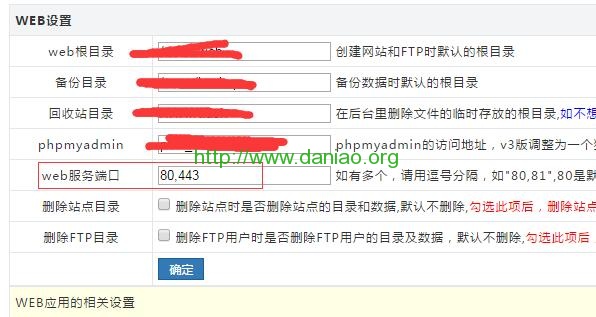 WEB设置
web根目录 创建网站和FTP时默认的根目录
备份目录 备份数据时默认的根目录
回收站目录 在后台里删除文件的临时存放的根目录,如不想
phpmyadmin phpmyadmin的访问地址，v3版调整为一个
http://www.daniao.org
web服务端口 80,443 如有多个，请用逗号分隔，如"80,81",80是默
删除站点目录 删除站点时是否删除站点的目录和数据,默认不删除,勾选此项后，删除站点
删除FTP目录 删除FTP用户时是否删除FTP用户的目录及数据，默认不删除,勾选此项后，
确定
WEB应用的相关设置